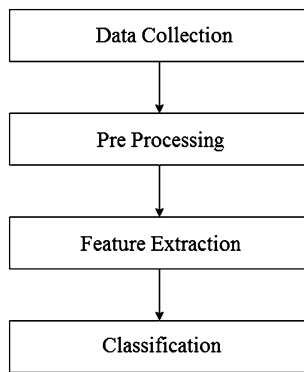 Data Collection
Pre Processing
Feature Extraction
Classification